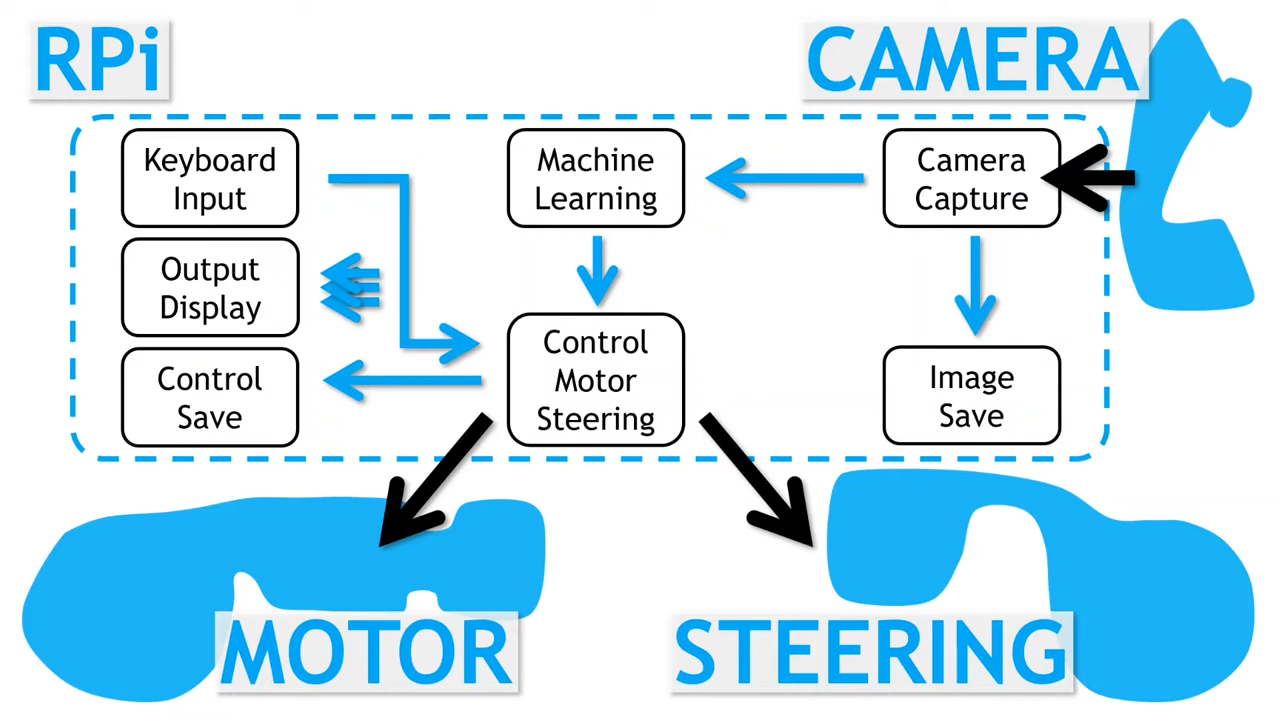 RPi
CAMERA
Keyboard
Input
Machine
Learning
Camera
Capture
Output
Display
Control
Save
Control
Motor
Steering
Image
Save
MOTOR
STEERING